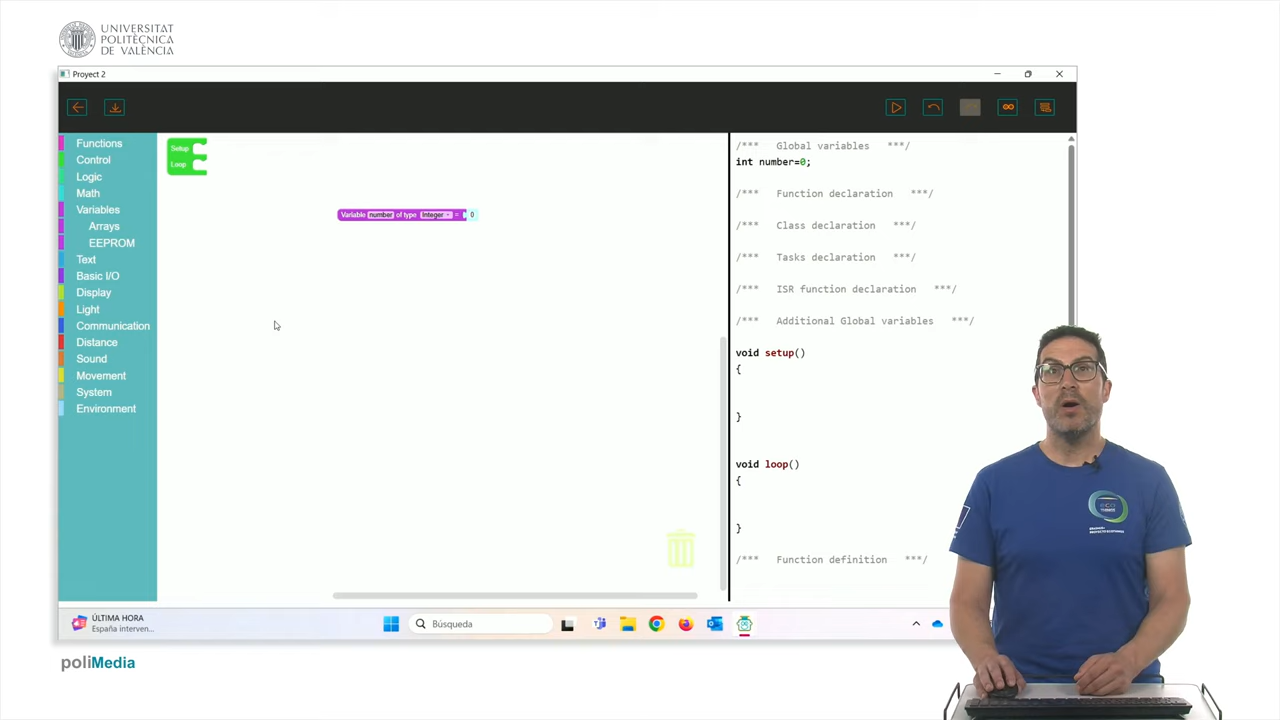 UNIVERSITAT
POLITÈCNICA
DE VALÈNCIA
Proyect 2
Functions
Control
Logic
Math
Variables
Arrays
EEPROM
Text
Basic I/O
Display
Light
Communication
Distance
Sound
Movement
System
Environment
Setup
Loop
Variable number of type Integer = 0
/*** Global variables ***/
int number=0;
/*** Function declaration ***/
/*** Class declaration ***/
/*** Tasks declaration ***/
/*** ISR function declaration ***/
/*** Additional Global variables ***/
void setup()
{
}
void loop()
{
}
/*** Function definition ***/
ÚLTIMA HORA
España interven...
Búsqueda
poliMedia